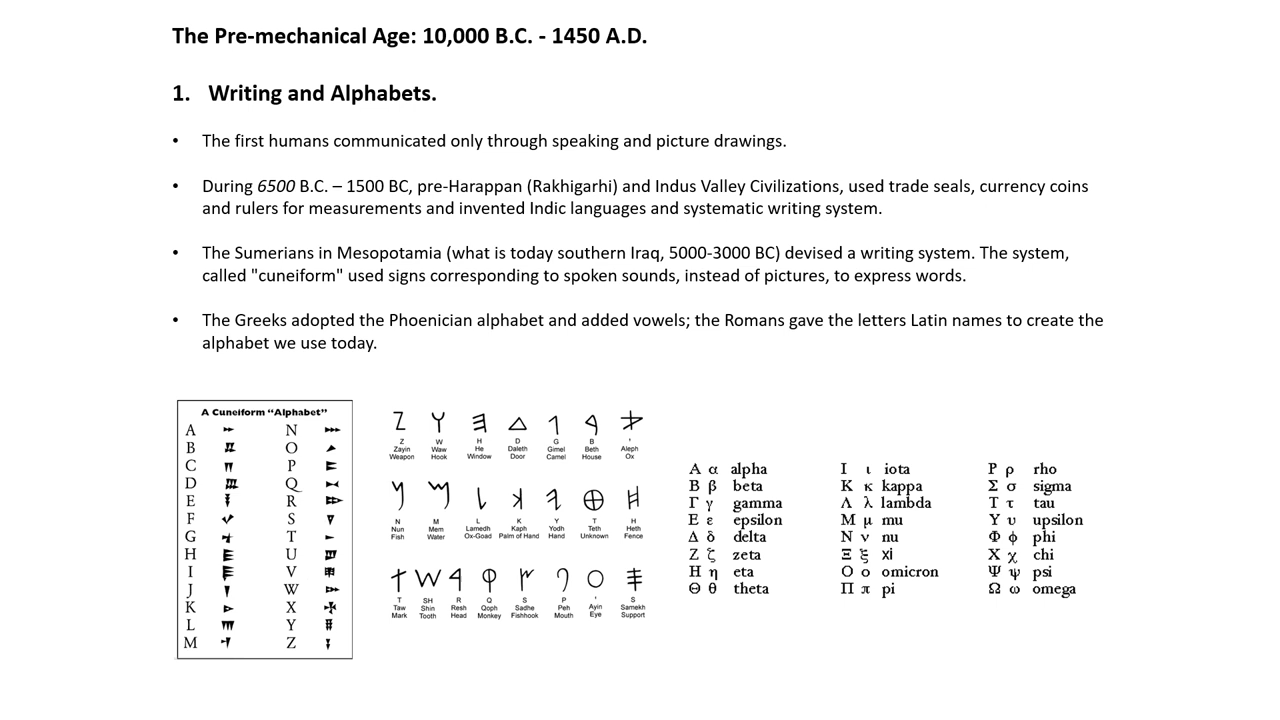 The Pre-mechanical Age: 10,000 B.C. - 1450 A.D.
1. Writing and Alphabets.
• The first humans communicated only through speaking and picture drawings.
• During 6500 B.C. – 1500 BC, pre-Harappan (Rakhigarhi) and Indus Valley Civilizations, used trade seals, currency coins
and rulers for measurements and invented Indic languages and systematic writing system.
• The Sumerians in Mesopotamia (what is today southern Iraq, 5000-3000 BC) devised a writing system. The system,
called "cuneiform" used signs corresponding to spoken sounds, instead of pictures, to express words.
• The Greeks adopted the Phoenician alphabet and added vowels; the Romans gave the letters Latin names to create the
alphabet we use today.
A Cuneiform “Alphabet”
A N
B O
C P
D Q
E R
F S
G T
H U
I V
J W
K X
L Y
M Z
Z W H D G B '
Zayin Waw He Daleth Gimel Beth Aleph
Weapon Hook Window Door Camel House Ox
N M L K Y T H
Nun Mem Lamedh Kaph Yodh Teth Heth
Fish Water Ox-Goad Palm of Hand Hand Unknown Fence
T SH R Q S P ' S
Taw Shin Resh Qoph Sadhe Peh Ayin Samekh
Mark Tooth Head Monkey Fishhook Mouth Eye Support
Α α alpha Ι ι iota Ρ ρ rho
Β β beta Κ κ kappa Σ σ sigma
Γ γ gamma Λ λ lambda Τ τ tau
Ε ε epsilon Μ μ mu Υ υ upsilon
Δ δ delta Ν ν nu Φ φ phi
Ζ ζ zeta Ξ ξ xi Χ χ chi
Η η eta Ο ο omicron Ψ ψ psi
Θ θ theta Π π pi Ω ω omega